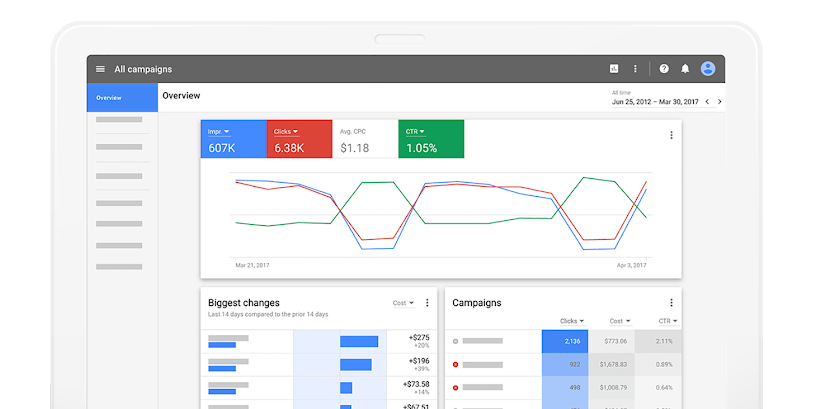 All campaigns
Overview
Overview
All time
Jun 25, 2012 – Mar 30, 2017
Impr.
Clicks
Avg. CPC
CTR
607K
6.38K
$1.18
1.05%
Mar 21, 2017
Apr 3, 2017
Biggest changes
Cost
Last 14 days compared to the prior 14 days
+$275
+20%
+$196
+39%
+$73.58
+14%
+$67.51
Campaigns
Clicks
Cost
CTR
2,136
$773.06
2.11%
922
$1,678.83
0.89%
498
$1,008.79
0.64%